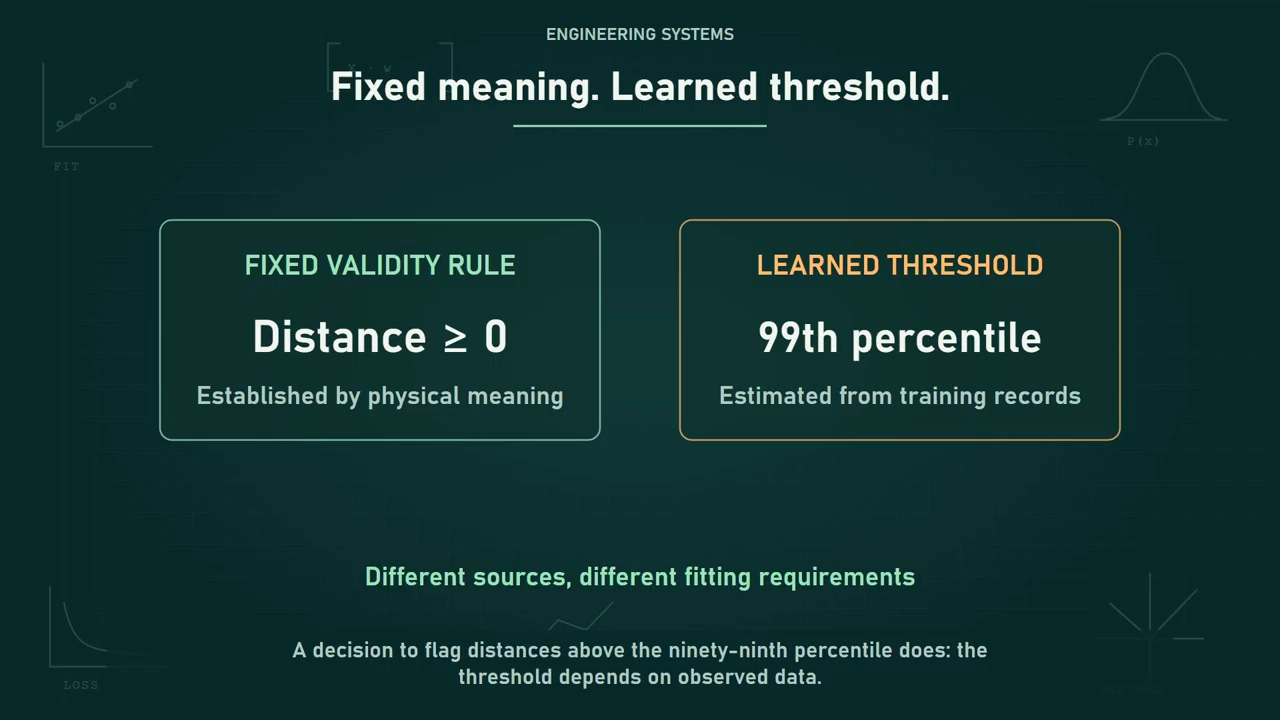 ENGINEERING SYSTEMS
Fixed meaning. Learned threshold.
FIT
P(x)
FIXED VALIDITY RULE
Distance ≥ 0
Established by physical meaning
LEARNED THRESHOLD
99th percentile
Estimated from training records
Different sources, different fitting requirements
A decision to flag distances above the ninety-ninth percentile does: the
threshold depends on observed data.
LOSS